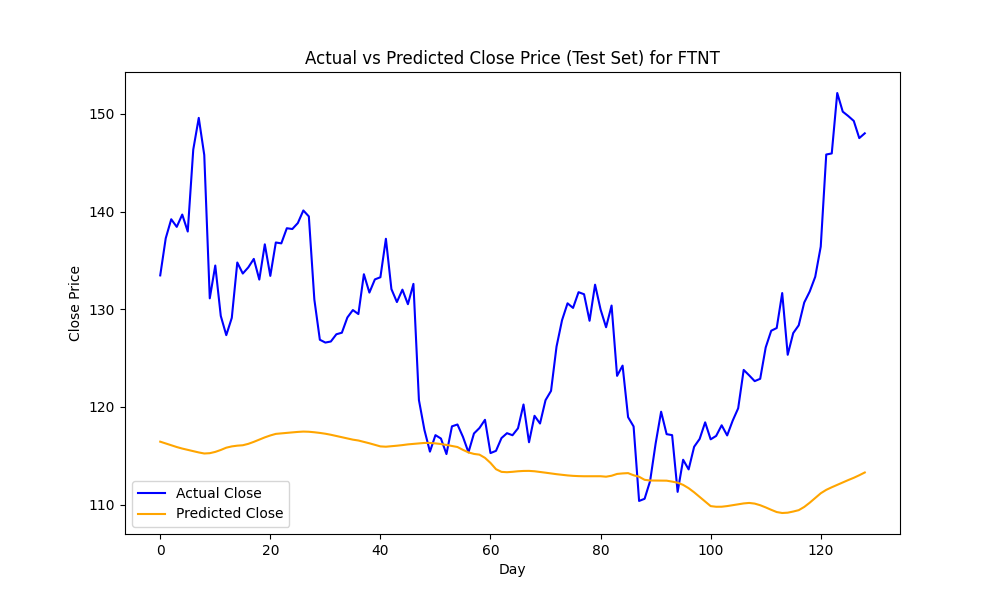 Actual vs Predicted Close Price (Test Set) for FTNT
Close Price
150
140
130
120
110
Actual Close
Predicted Close
0 20 40 60 80 100 120
Day